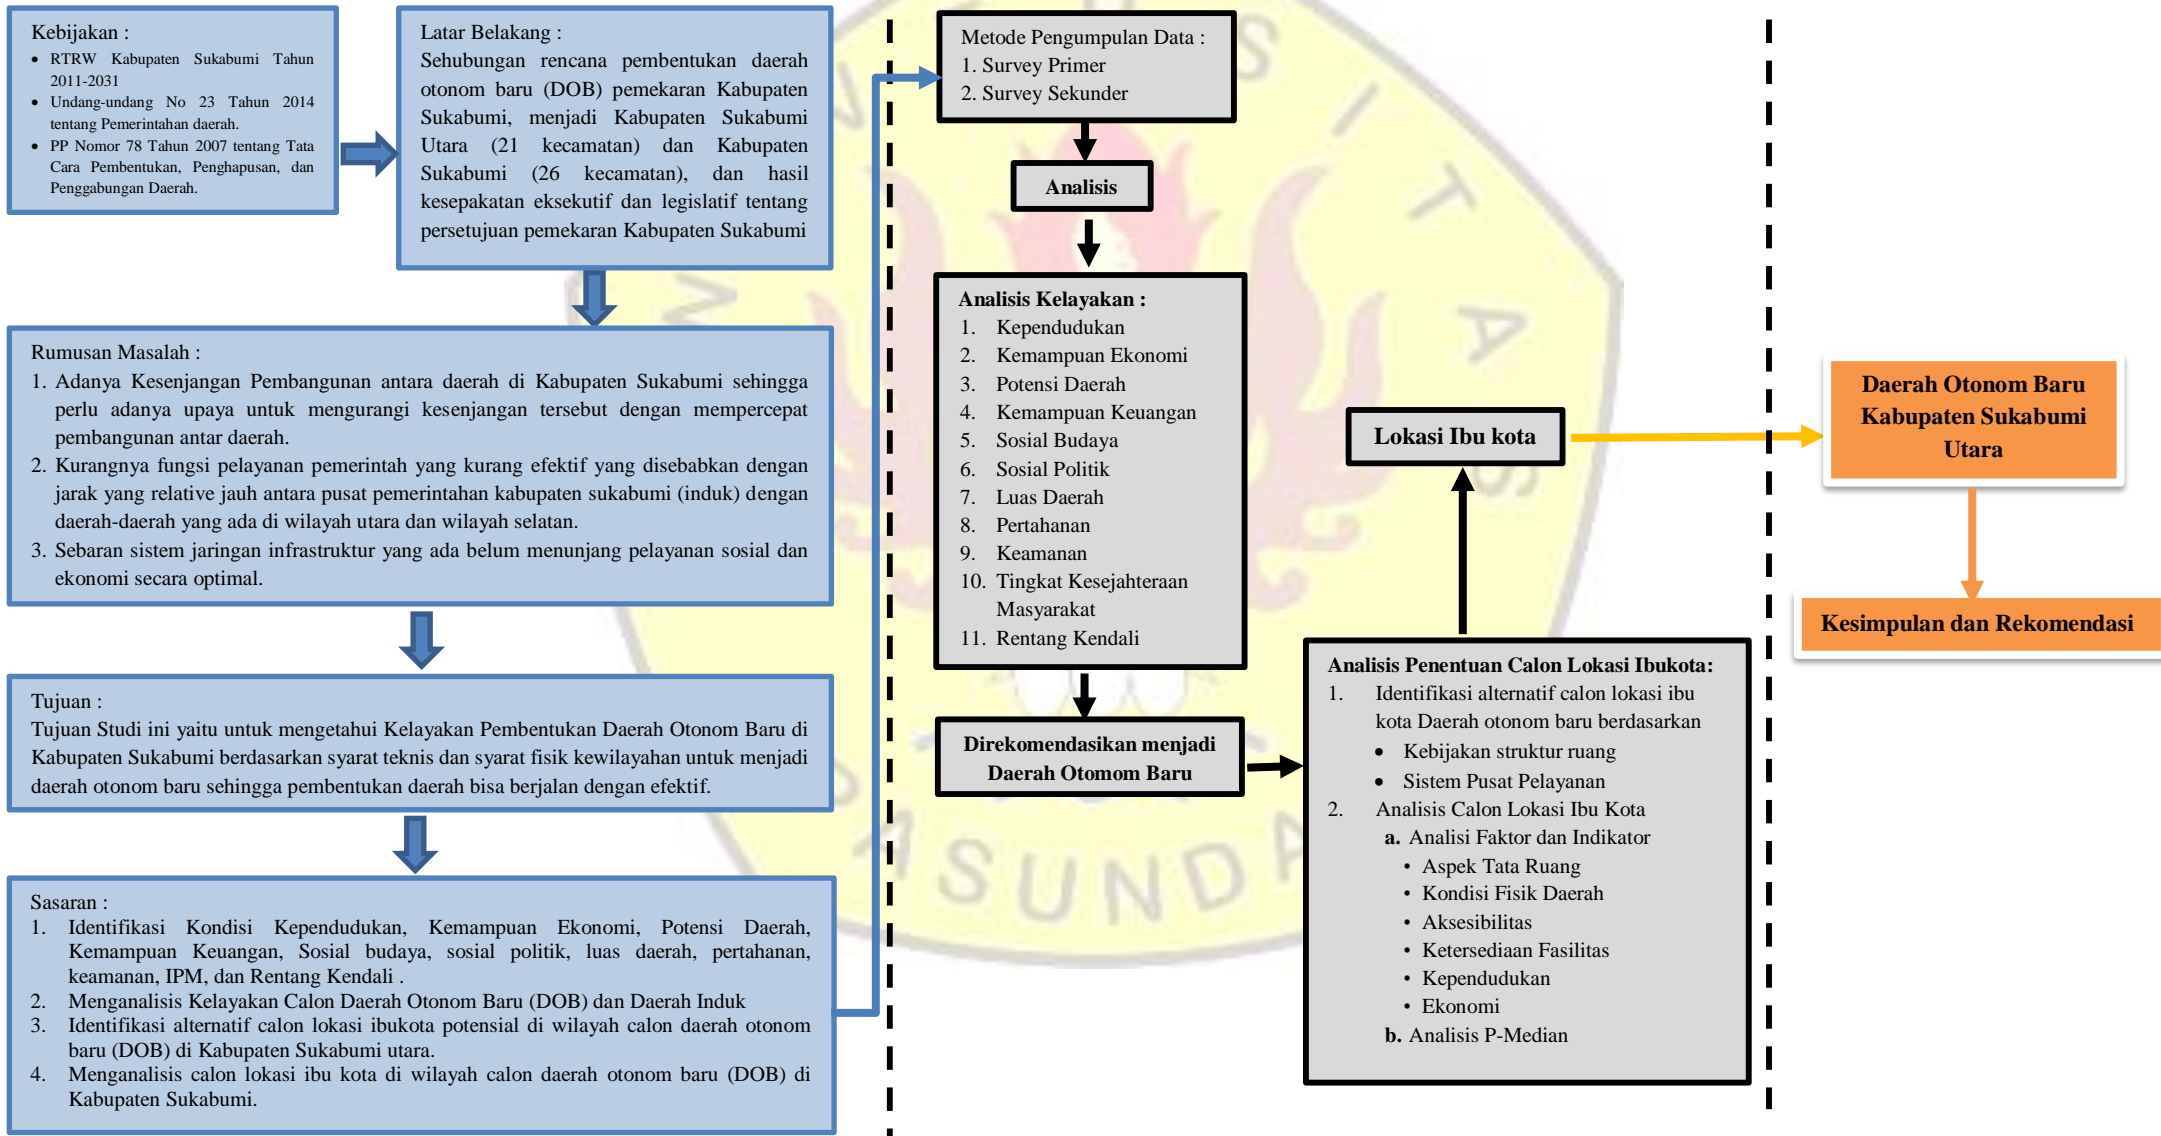 Kebijakan :
• RTRW Kabupaten Sukabumi Tahun
2011-2031
• Undang-undang No 23 Tahun 2014
tentang Pemerintahan daerah.
• PP Nomor 78 Tahun 2007 tentang Tata
Cara Pembentukan, Penghapusan, dan
Penggabungan Daerah.
Latar Belakang :
Sehubungan rencana pembentukan daerah
otonom baru (DOB) pemekaran Kabupaten
Sukabumi, menjadi Kabupaten Sukabumi
Utara (21 kecamatan) dan Kabupaten
Sukabumi (26 kecamatan), dan hasil
kesepakatan eksekutif dan legislatif tentang
persetujuan pemekaran Kabupaten Sukabumi
Rumusan Masalah :
1. Adanya Kesenjangan Pembangunan antara daerah di Kabupaten Sukabumi sehingga
perlu adanya upaya untuk mengurangi kesenjangan tersebut dengan mempercepat
pembangunan antar daerah.
2. Kurangnya fungsi pelayanan pemerintah yang kurang efektif yang disebabkan dengan
jarak yang relative jauh antara pusat pemerintahan kabupaten sukabumi (induk) dengan
daerah-daerah yang ada di wilayah utara dan wilayah selatan.
3. Sebaran sistem jaringan infrastruktur yang ada belum menunjang pelayanan sosial dan
ekonomi secara optimal.
Tujuan :
Tujuan Studi ini yaitu untuk mengetahui Kelayakan Pembentukan Daerah Otonom Baru di
Kabupaten Sukabumi berdasarkan syarat teknis dan syarat fisik kewilayahan untuk menjadi
daerah otonom baru sehingga pembentukan daerah bisa berjalan dengan efektif.
Sasaran :
1. Identifikasi Kondisi Kependudukan, Kemampuan Ekonomi, Potensi Daerah,
Kemampuan Keuangan, Sosial budaya, sosial politik, luas daerah, pertahanan,
keamanan, IPM, dan Rentang Kendali .
2. Menganalisis Kelayakan Calon Daerah Otonom Baru (DOB) dan Daerah Induk
3. Identifikasi alternatif calon lokasi ibukota potensial di wilayah calon daerah otonom
baru (DOB) di Kabupaten Sukabumi utara.
4. Menganalisis calon lokasi ibu kota di wilayah calon daerah otonom baru (DOB) di
Kabupaten Sukabumi.
Metode Pengumpulan Data :
1. Survey Primer
2. Survey Sekunder
Analisis
Analisis Kelayakan :
1. Kependudukan
2. Kemampuan Ekonomi
3. Potensi Daerah
4. Kemampuan Keuangan
5. Sosial Budaya
6. Sosial Politik
7. Luas Daerah
8. Pertahanan
9. Keamanan
10. Tingkat Kesejahteraan
Masyarakat
11. Rentang Kendali
Direkomendasikan menjadi
Daerah Otomom Baru
Analisis Penentuan Calon Lokasi Ibukota:
1. Identifikasi alternatif calon lokasi ibu
kota Daerah otonom baru berdasarkan
• Kebijakan struktur ruang
• Sistem Pusat Pelayanan
2. Analisis Calon Lokasi Ibu Kota
a. Analisi Faktor dan Indikator
• Aspek Tata Ruang
• Kondisi Fisik Daerah
• Aksesibilitas
• Ketersediaan Fasilitas
• Kependudukan
• Ekonomi
b. Analisis P-Median
Lokasi Ibu kota
Daerah Otonom Baru
Kabupaten Sukabumi
Utara
Kesimpulan dan Rekomendasi